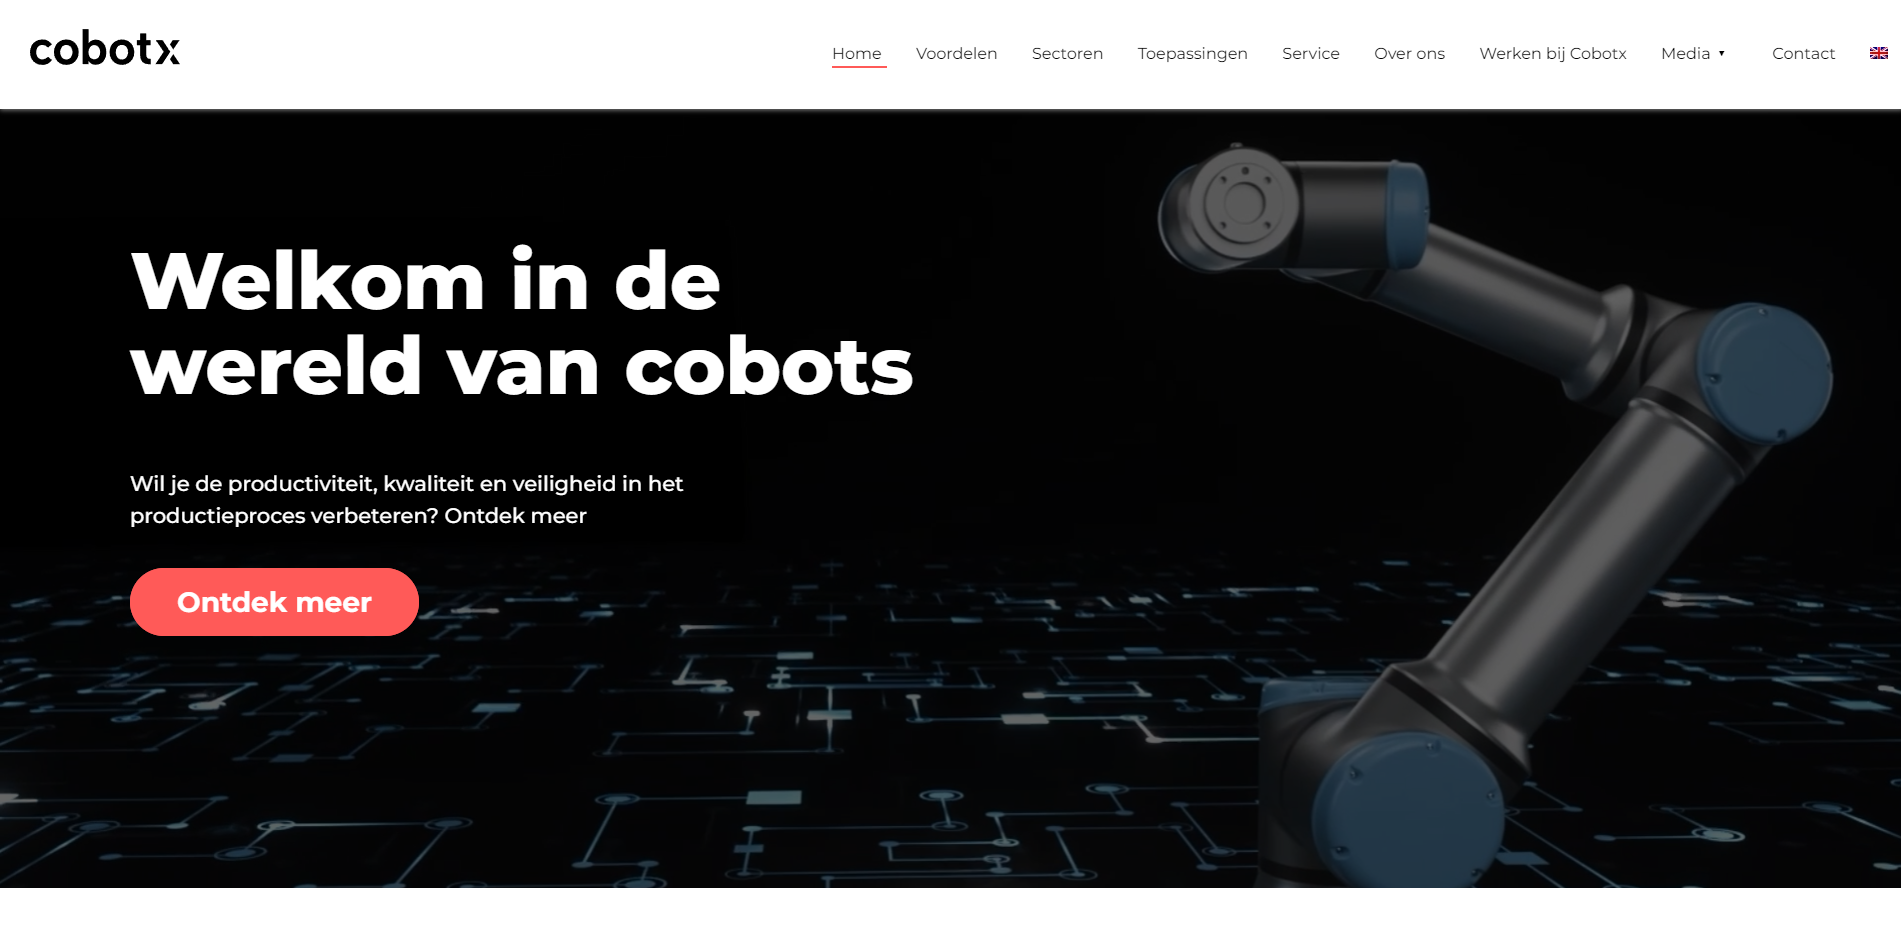 cobotx
Home Voordelen Sectoren Toepassingen Service Over ons Werken bij Cobotx Media ▼ Contact
Welkom in de
wereld van cobots
Wil je de productiviteit, kwaliteit en veiligheid in het
productieproces verbeteren? Ontdek meer
Ontdek meer